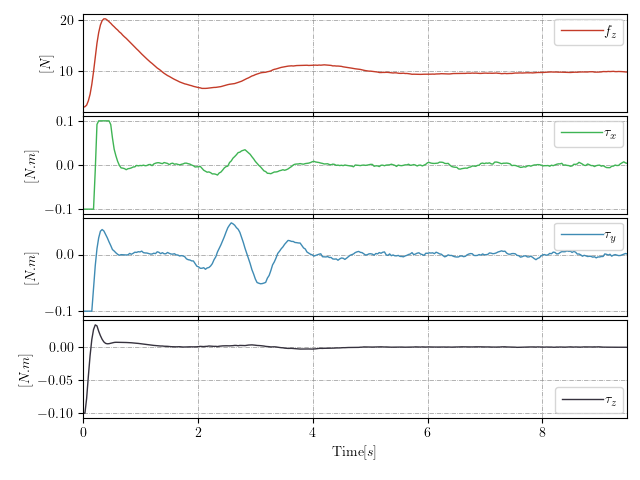 20
10
[N]
f_z
0.1
0.0
−0.1
[N.m]
τ_x
0.0
−0.1
[N.m]
τ_y
0.00
−0.05
−0.10
[N.m]
τ_z
0 2 4 6 8
Time[s]